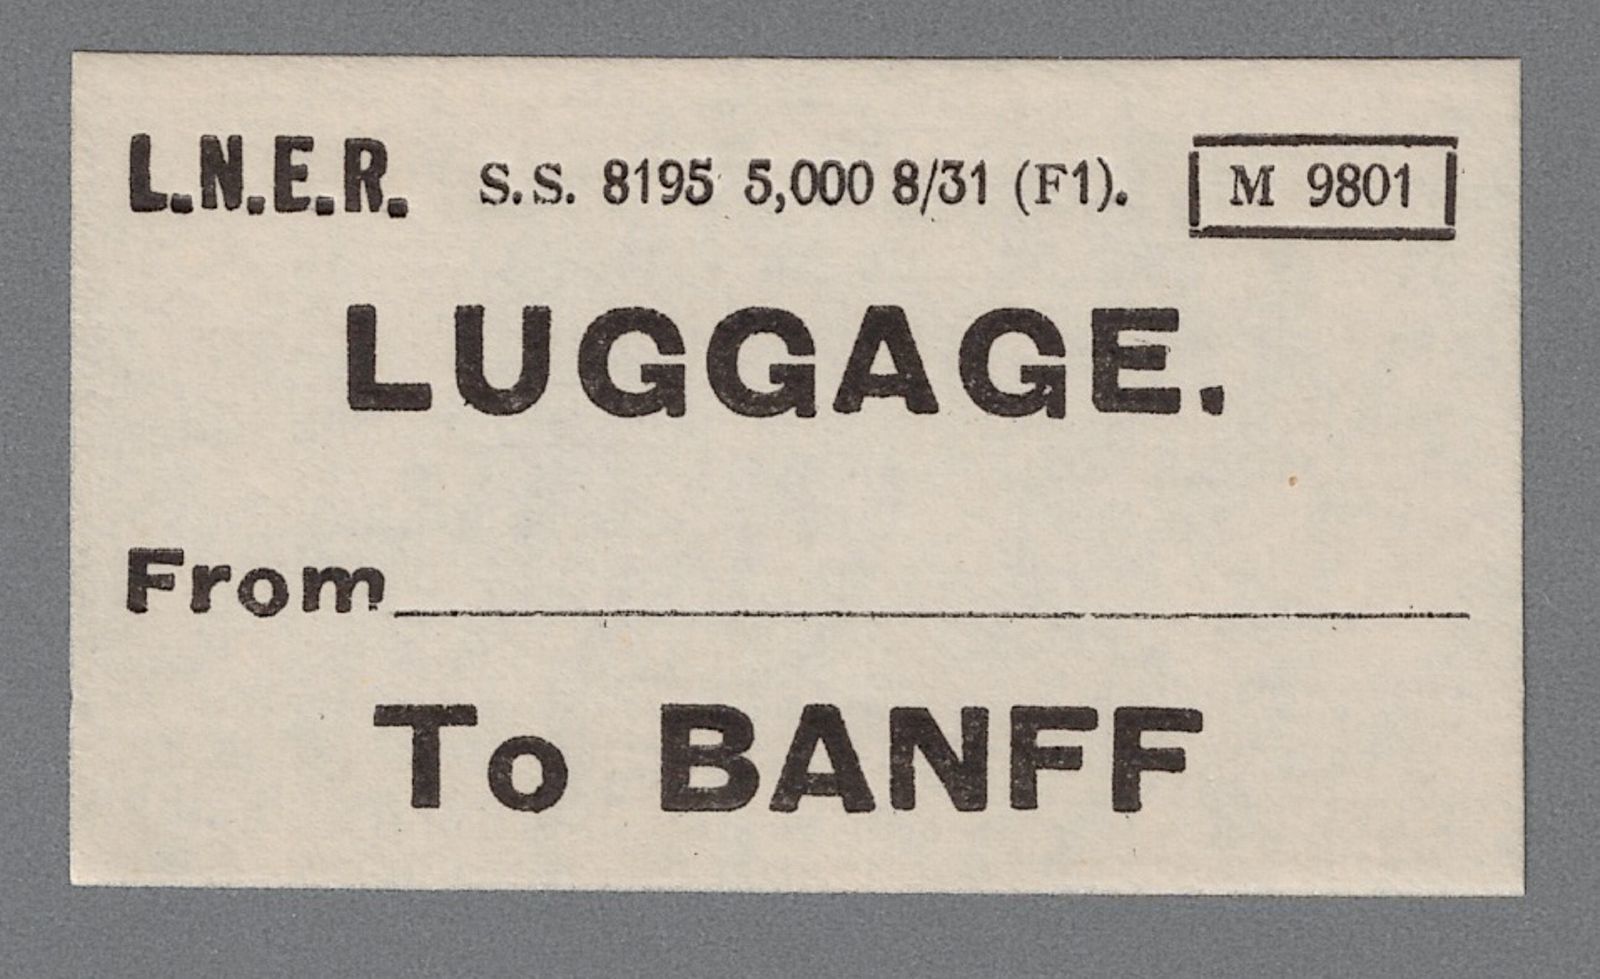 L.N.E.R. S.S. 8195 5,000 8/31 (F1). M 9801
LUGGAGE.
From
To BANFF